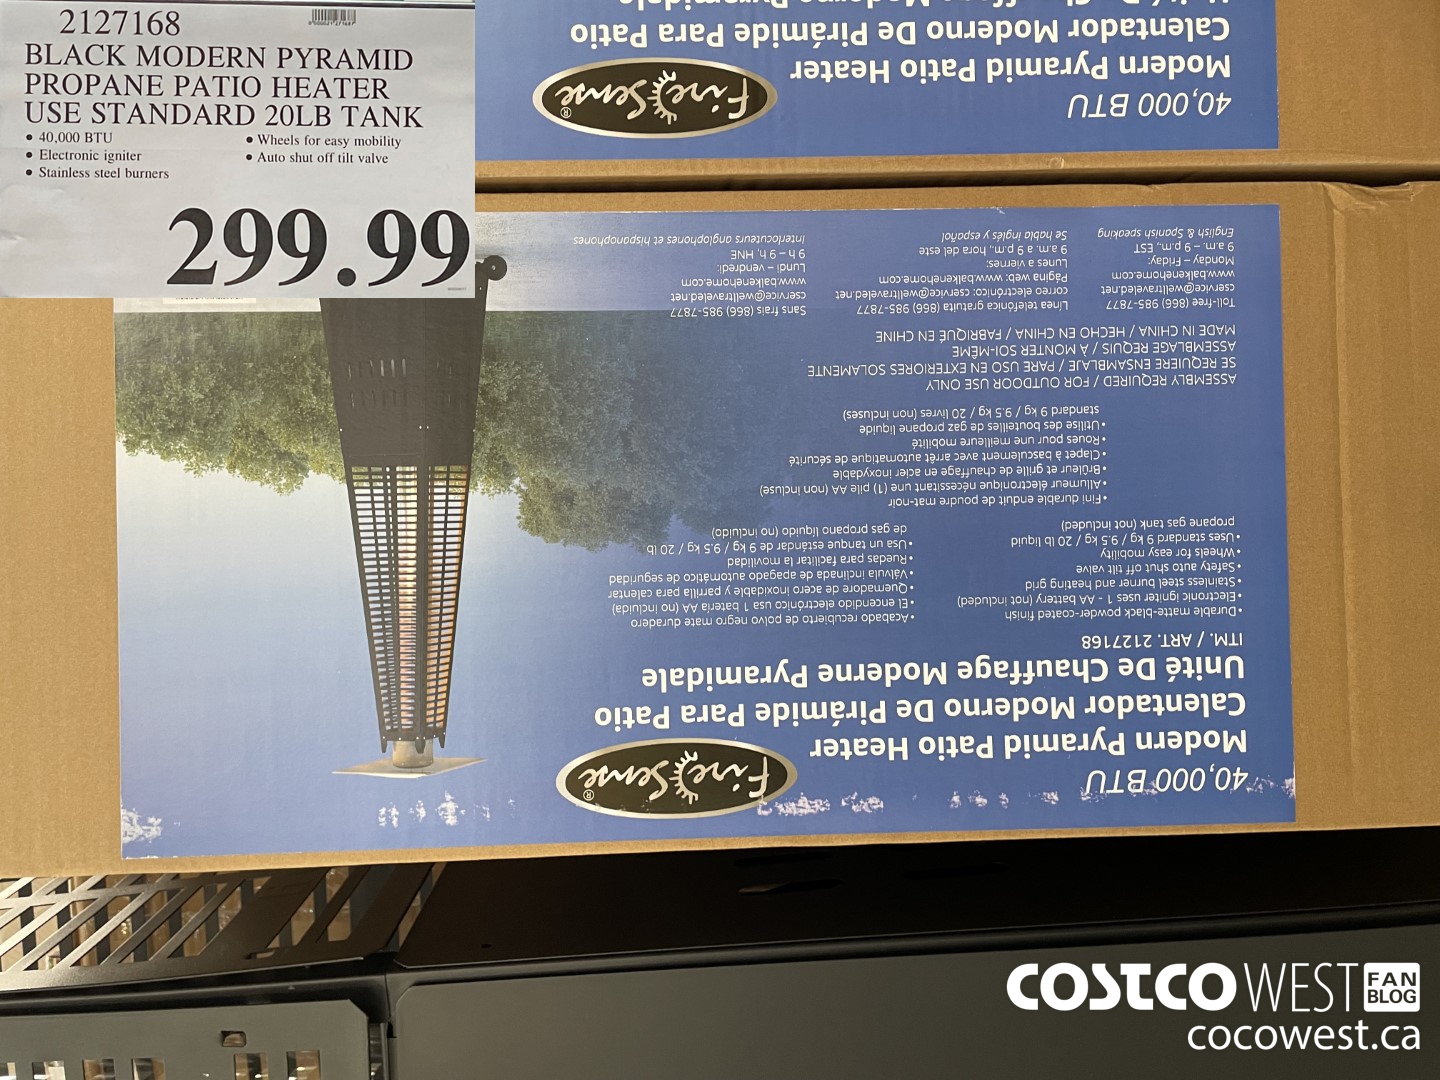 2127168
BLACK MODERN PYRAMID
PROPANE PATIO HEATER
USE STANDARD 20LB TANK
• 40,000 BTU
• Electronic igniter
• Stainless steel burners
• Wheels for easy mobility
• Auto shut off tilt valve
299.99
40,000 BTU
Modern Pyramid Patio Heater
Calentador Moderno De Pirámide Para Patio
Unité De Chauffage Moderne Pyramidale
Fire Sense®
40,000 BTU
Modern Pyramid Patio Heater
Calentador Moderno De Pirámide Para Patio
Unité De Chauffage Moderne Pyramidale
Fire Sense®
ITM. / ART. 2127168
• Durable matte-black powder-coated finish
• Electronic igniter uses 1 - AA battery (not included)
• Stainless steel burner and heating grid
• Safety auto shut off tilt valve
• Wheels for easy mobility
• Uses standard 9 kg / 9.5 kg / 20 lb liquid
propane gas tank (not included)
• Acabado recubierto de polvo negro mate duradero
• El encendido electrónico usa 1 batería AA (no incluida)
• Quemadore de acero inoxidable y parrilla para calentar
• Válvula inclinada de apagado automático de seguridad
• Ruedas para facilitar la movilidad
• Usa un tanque estándar de 9 kg / 9.5 kg / 20 lb
de gas propano líquido (no incluido)
• Fini durable enduit de poudre mat-noir
• Allumeur électronique nécessitant une (1) pile AA (non incluse)
• Brûleur et grille de chauffage en acier inoxydable
• Clapet à basculement avec arrêt automatique de sécurité
• Roues pour une meilleure mobilité
• Utilise des bouteilles de gaz propane liquide
standard 9 kg / 9.5 kg / 20 livres (non incluses)
ASSEMBLY REQUIRED / FOR OUTDOOR USE ONLY
SE REQUIERE ENSAMBLAJE / PARE USO EN EXTERIORES SOLAMENTE
ASSEMBLAGE REQUIS / À MONTER SOI-MÊME
MADE IN CHINA / HECHO EN CHINA / FABRIQUÉ EN CHINE
Toll-free (866) 985-7877
cservice@welltraveled.net
www.balkenehome.com
Monday – Friday:
9 a.m. – 9 p.m., EST
English & Spanish speaking
Línea telefónica gratuita (866) 985-7877
correo electrónico: cservice@welltraveled.net
Página web: www.balkenehome.com
Lunes a viernes:
9 a.m. a 9 p.m., hora del este
Se habla y inglés y español
Sans frais (866) 985-7877
cservice@welltraveled.net
www.balkenehome.com
Lundi – vendredi:
9 h – 9 h, HNE
Interlocuteurs anglophones et hispanophones
COSTCO WEST FAN BLOG
cocowest.ca